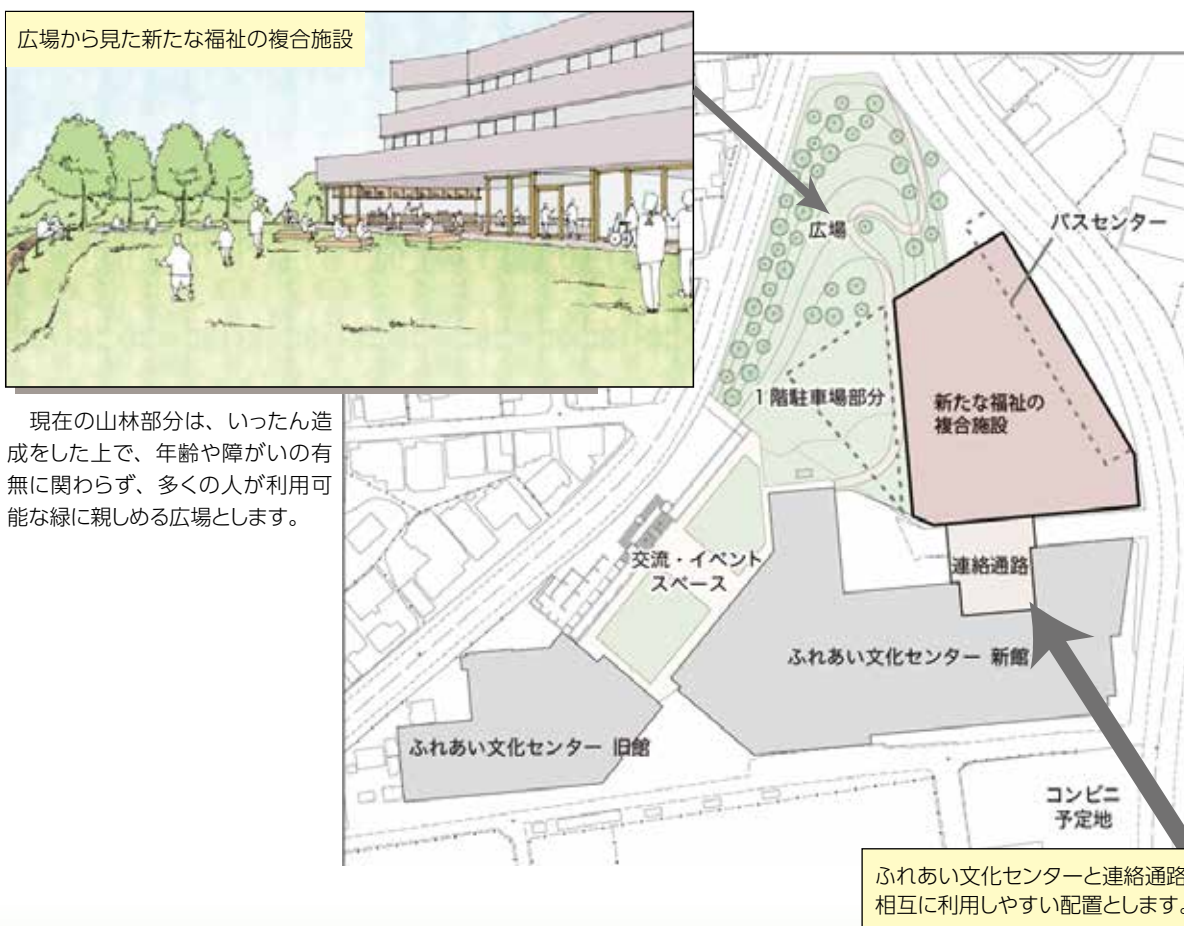 広場から見た新たな福祉の複合施設
現在の山林部分は、いったん造
成をした上で、年齢や障がいの有
無に関わらず、多くの人が利用可
能な緑に親しめる広場とします。
広場
バスセンター
1階駐車場部分
新たな福祉の
複合施設
交流・イベント
スペース
連絡通路
ふれあい文化センター 新館
ふれあい文化センター 旧館
コンビニ
予定地
ふれあい文化センターと連絡通路
相互に利用しやすい配置とします。